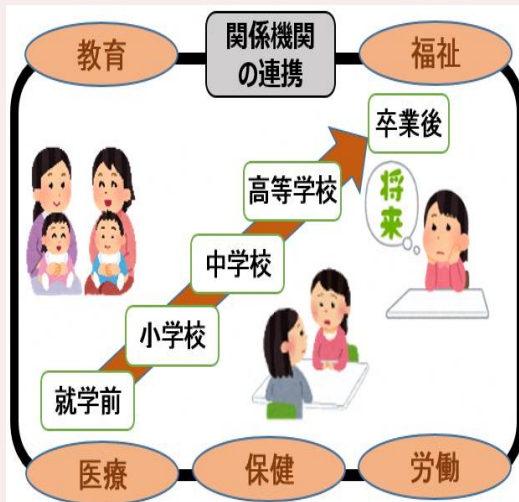 教育
関係機関
の連携
福祉
卒業後
高等学校
将来
中学校
小学校
就学前
医療
保健
労働